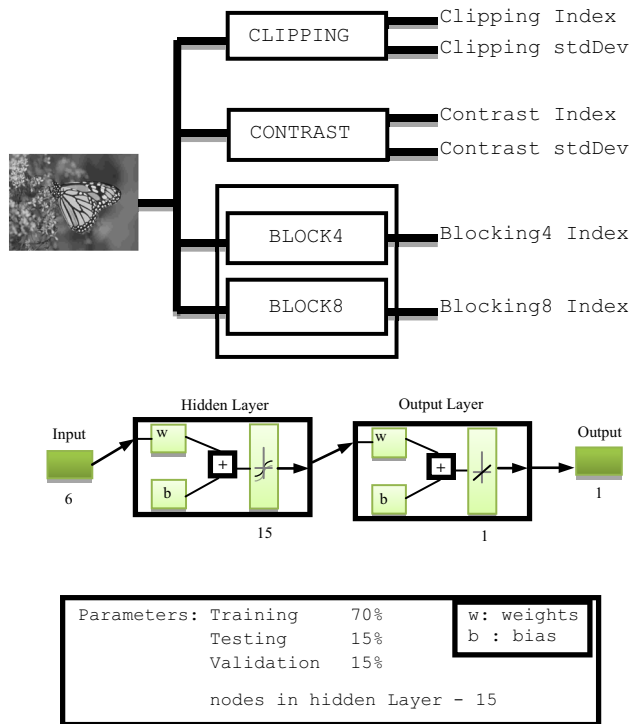 CLIPPING
Clipping Index
Clipping stdDev
CONTRAST
Contrast Index
Contrast stdDev
BLOCK4
Blocking4 Index
BLOCK8
Blocking8 Index
Hidden Layer
Output Layer
Input
Output
w
b
+
w
b
+
6
15
1
1
Parameters: Training 70%
Testing 15%
Validation 15%
nodes in hidden Layer - 15
w: weights
b : bias